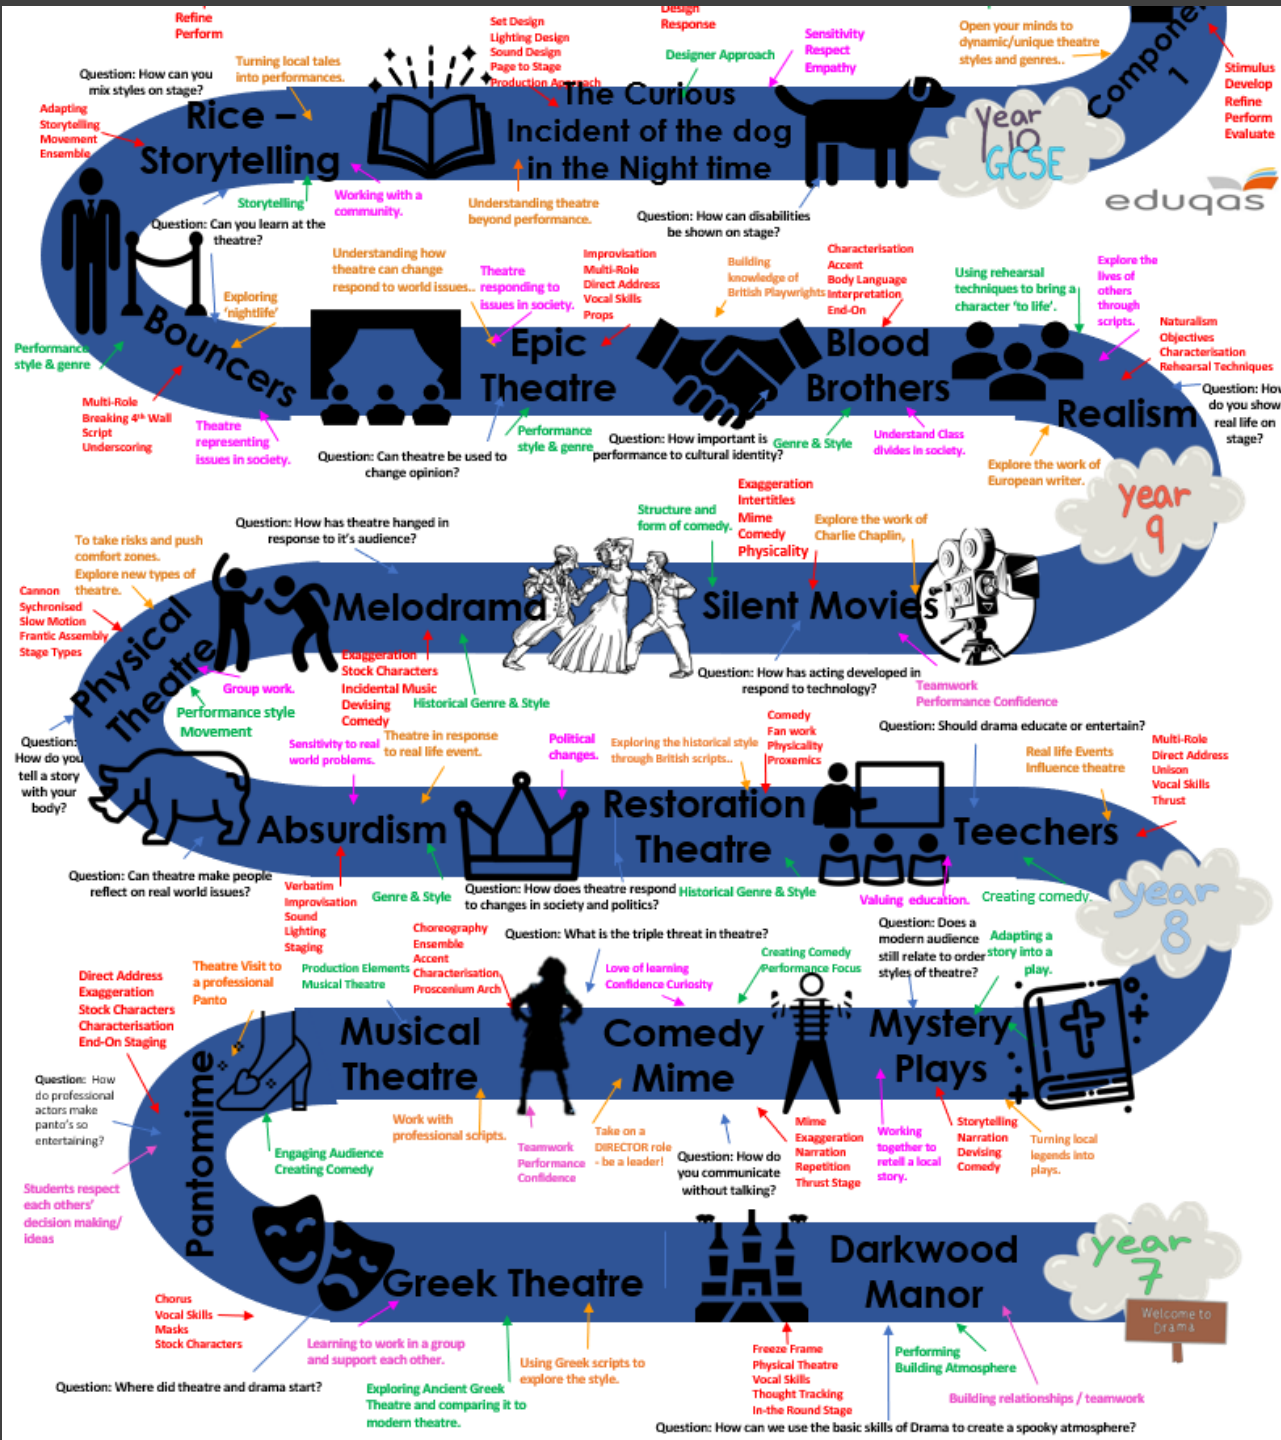 Refine
Perform
Set Design
Lighting Design
Sound Design
Page to Stage
Production Approach
Design
Response
Designer Approach
Sensitivity
Respect
Empathy
Open your minds to
dynamic/unique theatre
styles and genres..
Component
1
Stimulus
Develop
Refine
Perform
Evaluate
Question: How can you
mix styles on stage?
Turning local tales
into performances.
Adapting
Storytelling
Movement
Ensemble
Rice –
Storytelling
The Curious
Incident of the dog
in the Night time
Year
10
GCSE
eduqas
Storytelling
Working with a
community.
Understanding theatre
beyond performance.
Question: How can disabilities
be shown on stage?
Question: Can you learn at the
theatre?
Exploring
'nightlife'
Understanding how
theatre can change
respond to world issues..
Theatre
responding to
issues in society.
Improvisation
Multi-Role
Direct Address
Vocal Skills
Props
Building
knowledge of
British Playwrights
Characterisation
Accent
Body Language
Interpretation
End-On
Using rehearsal
techniques to bring a
character 'to life'.
Explore the
lives of
others
through
scripts.
Naturalism
Objectives
Characterisation
Rehearsal Techniques
Bouncers
Epic
Theatre
Blood
Brothers
Realism
Question: How
do you show
real life on
stage?
Performance
style & genre
Multi-Role
Breaking 4th Wall
Script
Underscoring
Theatre
representing
issues in society.
Question: Can theatre be used to
change opinion?
Performance
style & genre
Question: How important is
performance to cultural identity?
Genre & Style
Understand Class
divides in society.
Explore the work of
European writer.
year
9
Question: How has theatre hanged in
response to it's audience?
Structure and
form of comedy.
Exaggeration
Intertitles
Mime
Comedy
Physicality
Explore the work of
Charlie Chaplin,
To take risks and push
comfort zones.
Explore new types of
theatre.
Cannon
Sychronised
Slow Motion
Frantic Assembly
Stage Types
Physical
Theatre
Melodrama
Silent Movies
Group work.
Performance style
Movement
Exaggeration
Stock Characters
Incidental Music
Devising
Comedy
Historical Genre & Style
Question: How has acting developed in
respond to technology?
Teamwork
Performance Confidence
Question:
How do you
tell a story
with your
body?
Sensitivity to real
world problems.
Theatre in response
to real life event.
Political
changes.
Exploring the historical style
through British scripts..
Comedy
Fan work
Physicality
Proxemics
Question: Should drama educate or entertain?
Real life Events
Influence theatre
Multi-Role
Direct Address
Unison
Vocal Skills
Thrust
Absurdism
Restoration
Theatre
Teechers
Question: Can theatre make people
reflect on real world issues?
Verbatim
Improvisation
Sound
Lighting
Staging
Genre & Style
Question: How does theatre respond
to changes in society and politics?
Historical Genre & Style
Valuing education.
Creating comedy.
year
8
Direct Address
Exaggeration
Stock Characters
Characterisation
End-On Staging
Theatre Visit to
a professional
Panto
Production Elements
Musical Theatre
Choreography
Ensemble
Accent
Characterisation
Proscenium Arch
Question: What is the triple threat in theatre?
Love of learning
Confidence Curiosity
Creating Comedy
Performance Focus
Question: Does a
modern audience
still relate to order
styles of theatre?
Adapting a
story into a
play.
Pantomime
Musical
Theatre
Comedy
Mime
Mystery
Plays
Question: How
do professional
actors make
panto's so
entertaining?
Students respect
each others'
decision making/
ideas
Engaging Audience
Creating Comedy
Work with
professional scripts.
Teamwork
Performance
Confidence
Take on a
DIRECTOR role
- be a leader!
Question: How do
you communicate
without talking?
Mime
Exaggeration
Narration
Repetition
Thrust Stage
Working
together to
retell a local
story.
Storytelling
Narration
Devising
Comedy
Turning local
legends into
plays.
Greek Theatre
Darkwood
Manor
year
7
Welcome to
Drama
Chorus
Vocal Skills
Masks
Stock Characters
Question: Where did theatre and drama start?
Learning to work in a group
and support each other.
Exploring Ancient Greek
Theatre and comparing it to
modern theatre.
Using Greek scripts to
explore the style.
Freeze Frame
Physical Theatre
Vocal Skills
Thought Tracking
In-the Round Stage
Performing
Building Atmosphere
Building relationships / teamwork
Question: How can we use the basic skills of Drama to create a spooky atmosphere?